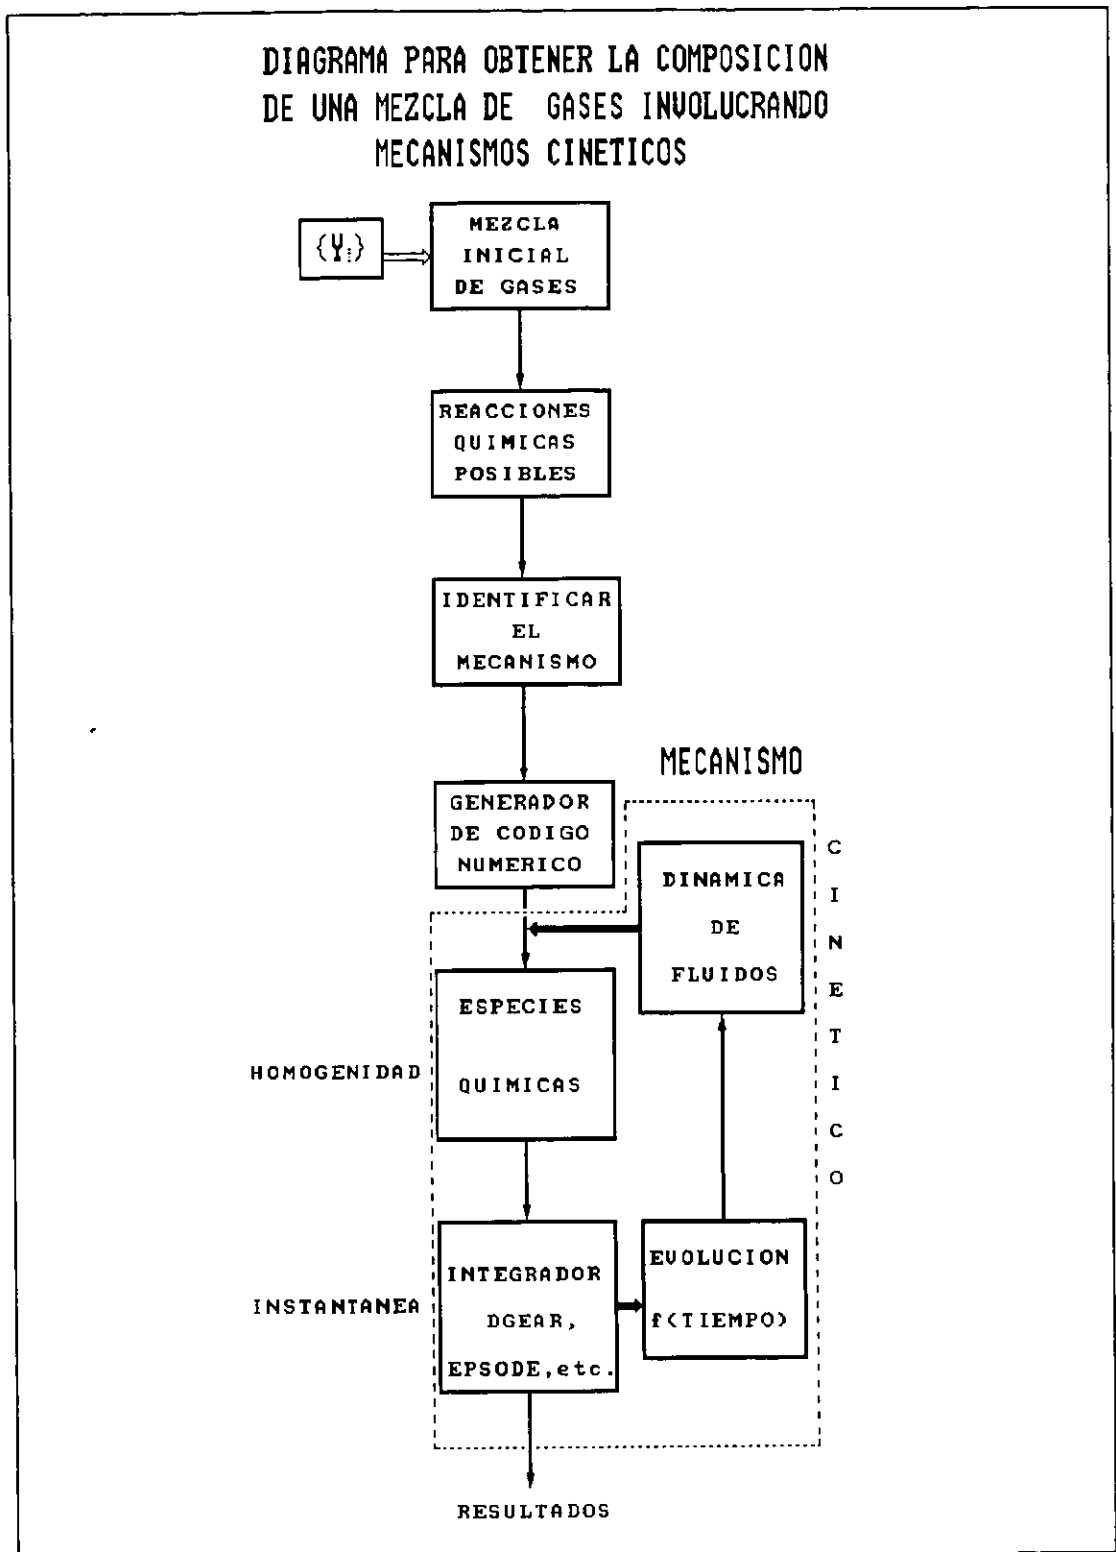 DIAGRAMA PARA OBTENER LA COMPOSICION
DE UNA MEZCLA DE GASES INVOLUCRANDO
MECANISMOS CINETICOS
{Yi}
MEZCLA
INICIAL
DE GASES
REACCIONES
QUIMICAS
POSIBLES
IDENTIFICAR
EL
MECANISMO
MECANISMO
GENERADOR
DE CODIGO
NUMERICO
CINETICO
DINAMICA
DE
FLUIDOS
ESPECIES
QUIMICAS
HOMOGENIDAD
INTEGRADOR
DGEAR,
EPSODE,etc.
EVOLUCION
f(TIEMPO)
INSTANTANEA
RESULTADOS